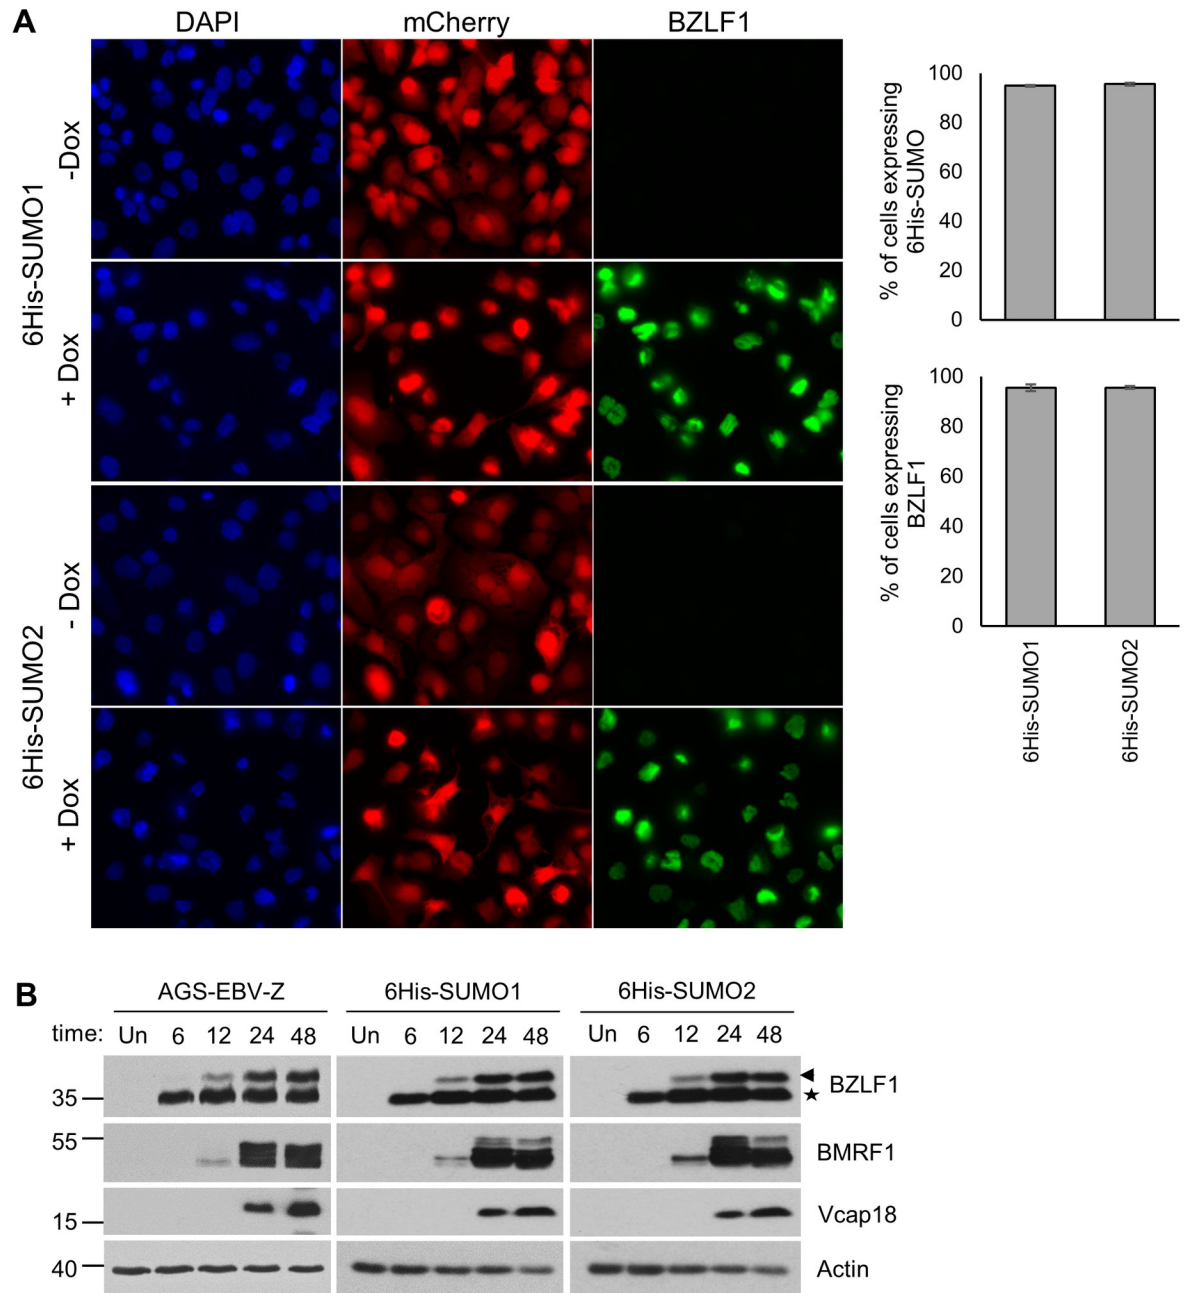 A
DAPI
mCherry
BZLF1
6His-SUMO1
-Dox
+ Dox
6His-SUMO2
- Dox
+ Dox
% of cells expressing
6His-SUMO
100
80
60
40
20
0
% of cells expressing
BZLF1
100
80
60
40
20
0
6His-SUMO1
6His-SUMO2
B
AGS-EBV-Z
6His-SUMO1
6His-SUMO2
time: Un 6 12 24 48 Un 6 12 24 48 Un 6 12 24 48
35
BZLF1
55
BMRF1
15
Vcap18
40
Actin